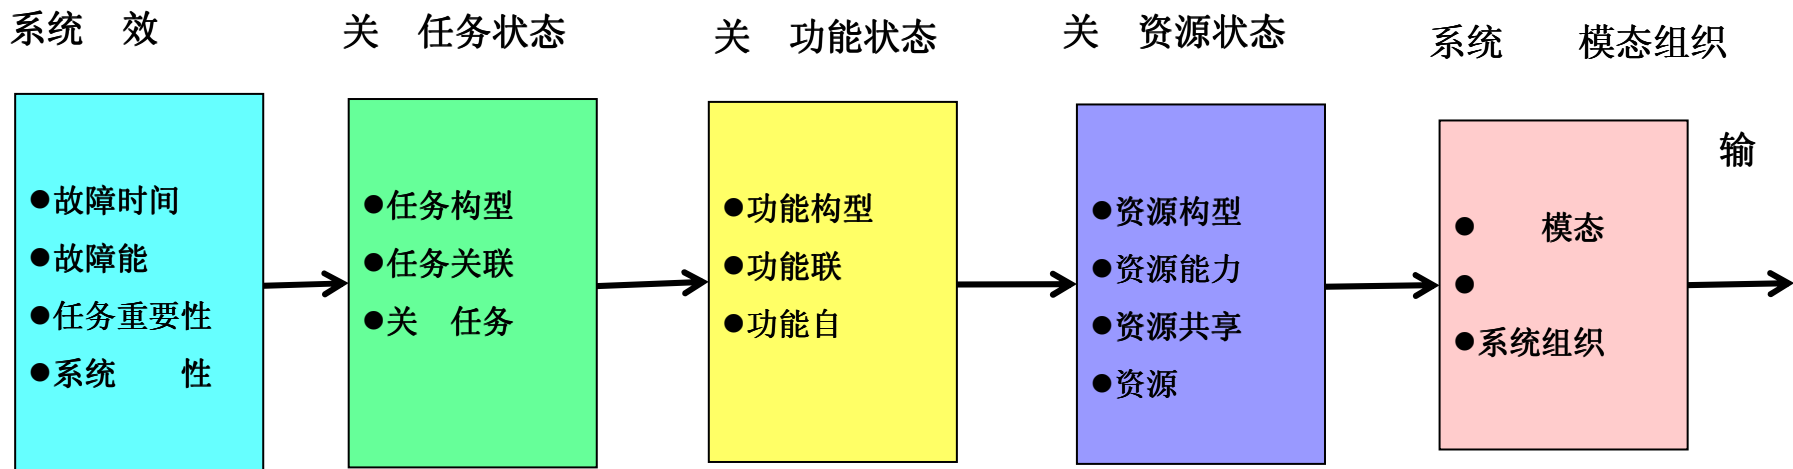 系统 效
●故障时间
●故障能
●任务重要性
●系统 性
关 任务状态
●任务构型
●任务关联
●关 任务
关 功能状态
●功能构型
●功能联
●功能自
关 资源状态
●资源构型
●资源能力
●资源共享
●资源
系统 模态组织
● 模态
●
●系统组织
输